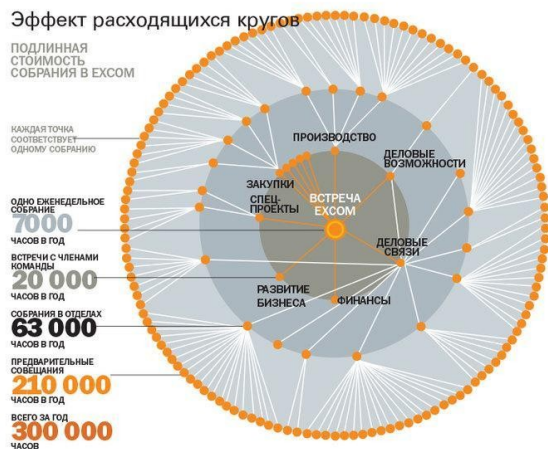 Эффект расходящихся кругов
ПОДЛИННАЯ
СТОИМОСТЬ
СОБРАНИЯ В EXCOM
КАЖДАЯ ТОЧКА
СООТВЕТСТВУЕТ
ОДНОМУ СОБРАНИЮ
ПРОИЗВОДСТВО
ДЕЛОВЫЕ
ВОЗМОЖНОСТИ
ЗАКУПКИ
СПЕЦ-
ПРОЕКТЫ
ВСТРЕЧА
EXCOM
ДЕЛОВЫЕ
СВЯЗИ
РАЗВИТИЕ
БИЗНЕСА
ФИНАНСЫ
ОДНО ЕЖЕНЕДЕЛЬНОЕ
СОБРАНИЕ
7000
ЧАСОВ В ГОД
ВСТРЕЧИ С ЧЛЕНАМИ
КОМАНДЫ
20 000
ЧАСОВ В ГОД
СОБРАНИЯ В ОТДЕЛАХ
63 000
ЧАСОВ В ГОД
ПРЕДВАРИТЕЛЬНЫЕ
СОВЕЩАНИЯ
210 000
ЧАСОВ В ГОД
ВСЕГО ЗА ГОД
300 000
ЧАСОВ